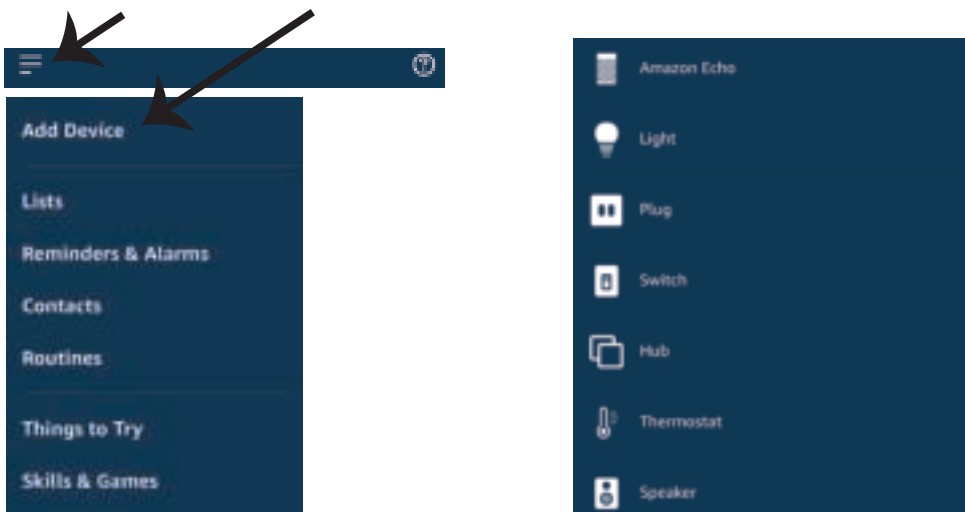 Add Device
Lists
Reminders & Alarms
Contacts
Routines
Things to Try
Skills & Games
Amazon Echo
Light
Plug
Switch
Hub
Thermostat
Speaker